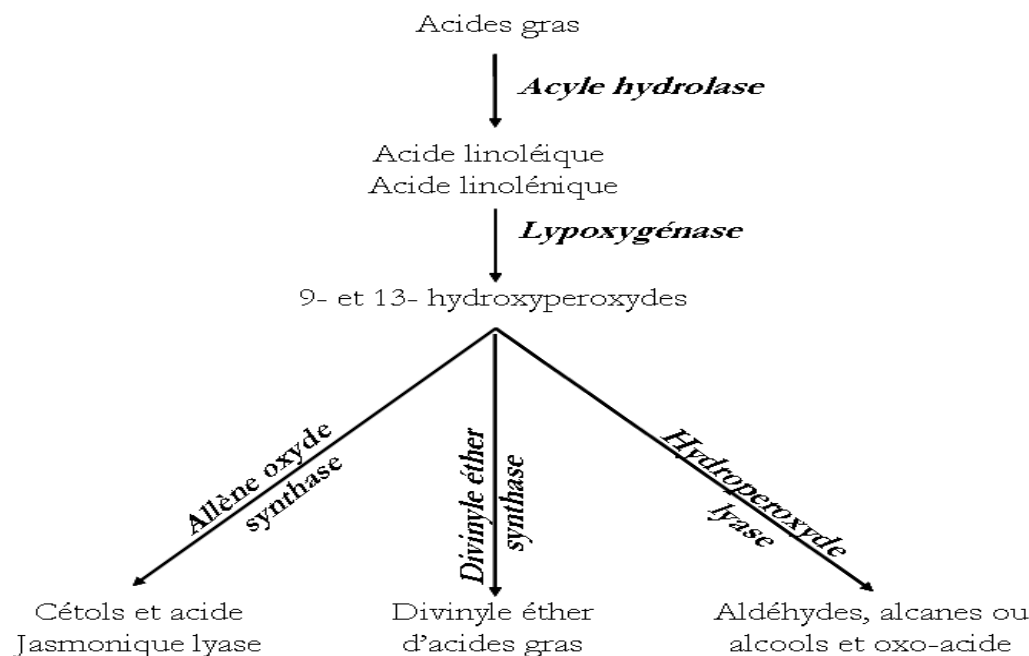 Acides gras
Acyle hydrolase
Acide linoléique
Acide linolénique
Lypoxygénase
9- et 13- hydroxyperoxydes
Allène oxyde
synthase
Divinyle éther
synthase
Hydroperoxyde
lyase
Cétols et acide
Jasmonique lyase
Divinyle éther
d'acides gras
Aldéhydes, alcanes ou
alcools et oxo-acide